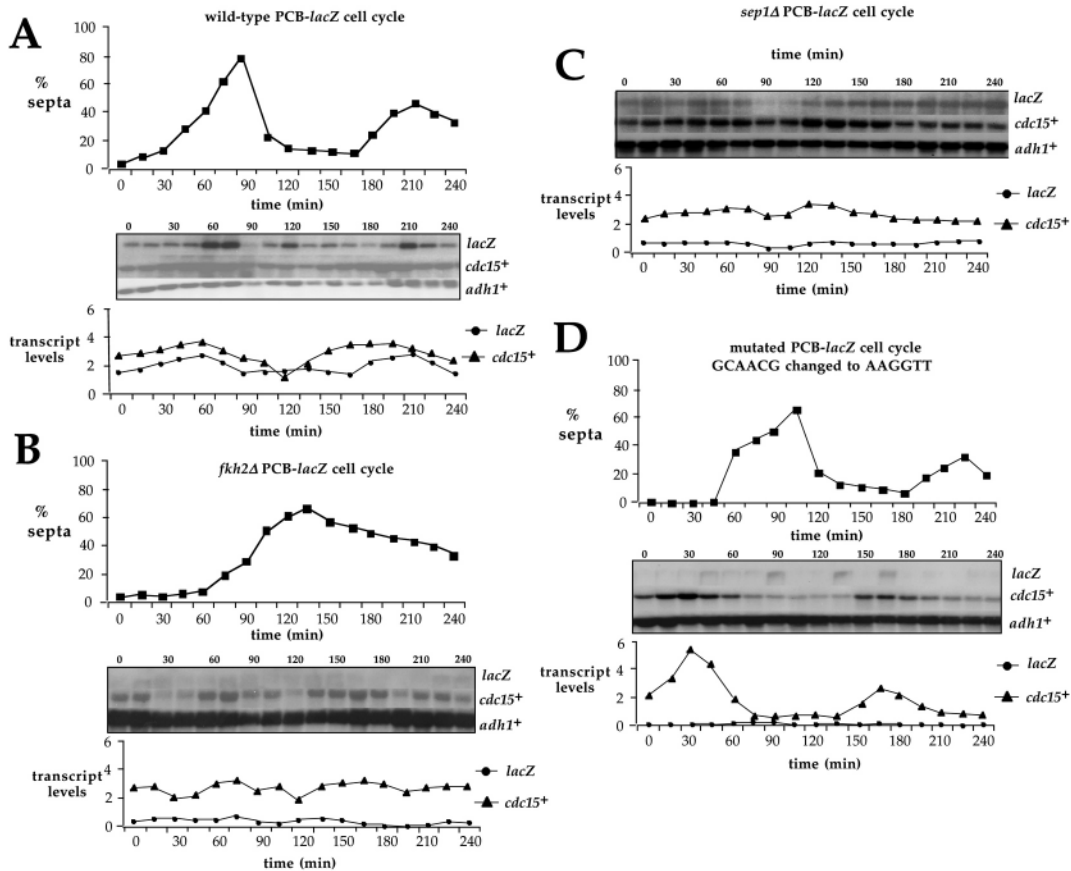 A
wild-type PCB-lacZ cell cycle
%
septa
100
80
60
40
20
0
0 30 60 90 120 150 180 210 240
time (min)
0 30 60 90 120 150 180 210 240
lacZ
cdc15+
adh1+
transcript
levels
6
4
2
0
lacZ
cdc15+
0 30 60 90 120 150 180 210 240
time (min)
B
fkh2Δ PCB-lacZ cell cycle
%
septa
100
80
60
40
20
0
0 30 60 90 120 150 180 210 240
time (min)
0 30 60 90 120 150 180 210 240
lacZ
cdc15+
adh1+
transcript
levels
6
4
2
0
lacZ
cdc15+
0 30 60 90 120 150 180 210 240
time (min)
C
sep1Δ PCB-lacZ cell cycle
time (min)
0 30 60 90 120 150 180 210 240
lacZ
cdc15+
adh1+
transcript
levels
6
4
2
0
lacZ
cdc15+
0 30 60 90 120 150 180 210 240
time (min)
D
mutated PCB-lacZ cell cycle
GCAACG changed to AAGGTT
%
septa
100
80
60
40
20
0
0 30 60 90 120 150 180 210 240
time (min)
0 30 60 90 120 150 180 210 240
lacZ
cdc15+
adh1+
transcript
levels
6
4
2
0
lacZ
cdc15+
0 30 60 90 120 150 180 210 240
time (min)